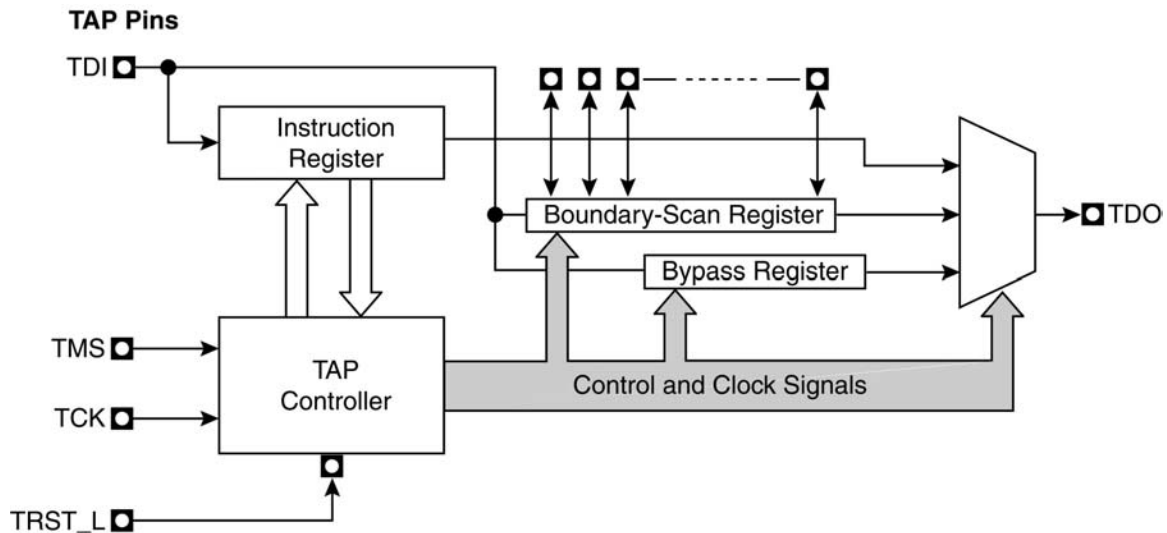 TAP Pins
TDI
Instruction
Register
Boundary-Scan Register
TDO
Bypass Register
TMS
TAP
Controller
Control and Clock Signals
TCK
TRST_L